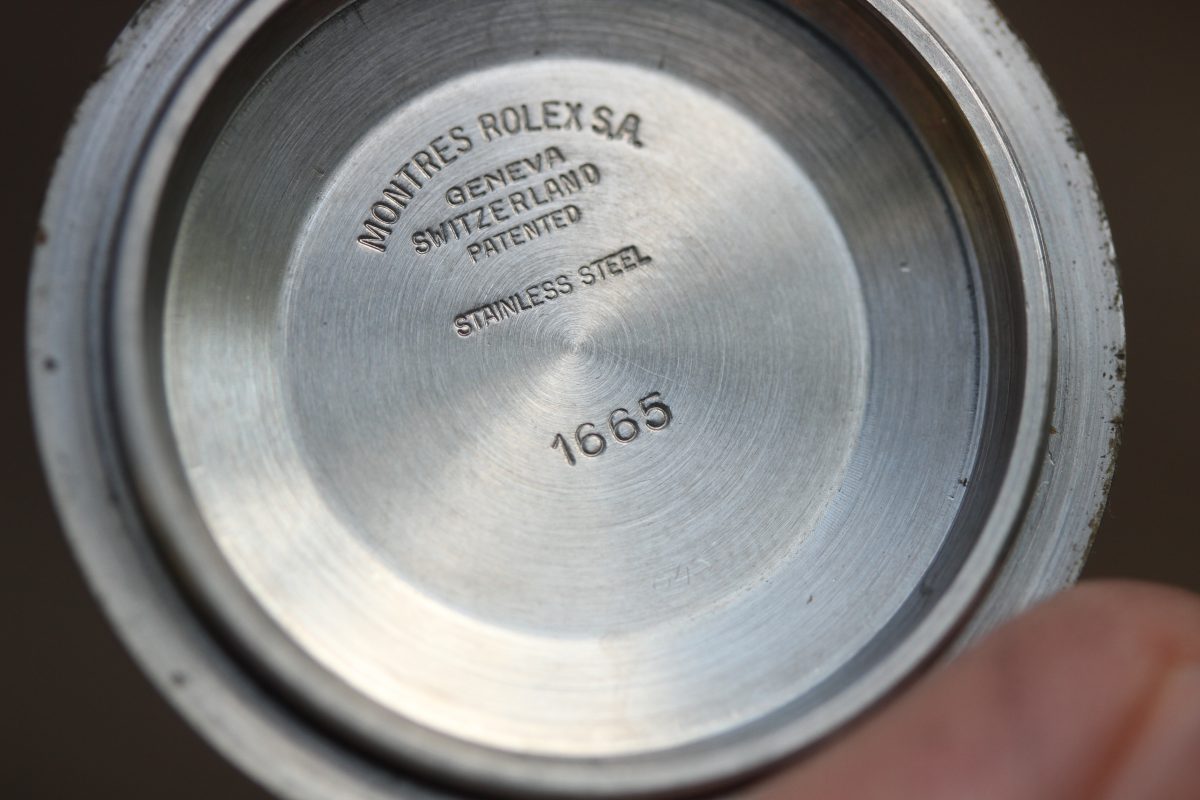 MONTRES ROLEX S.A.
GENEVA
SWITZERLAND
PATENTED
STAINLESS STEEL
1665